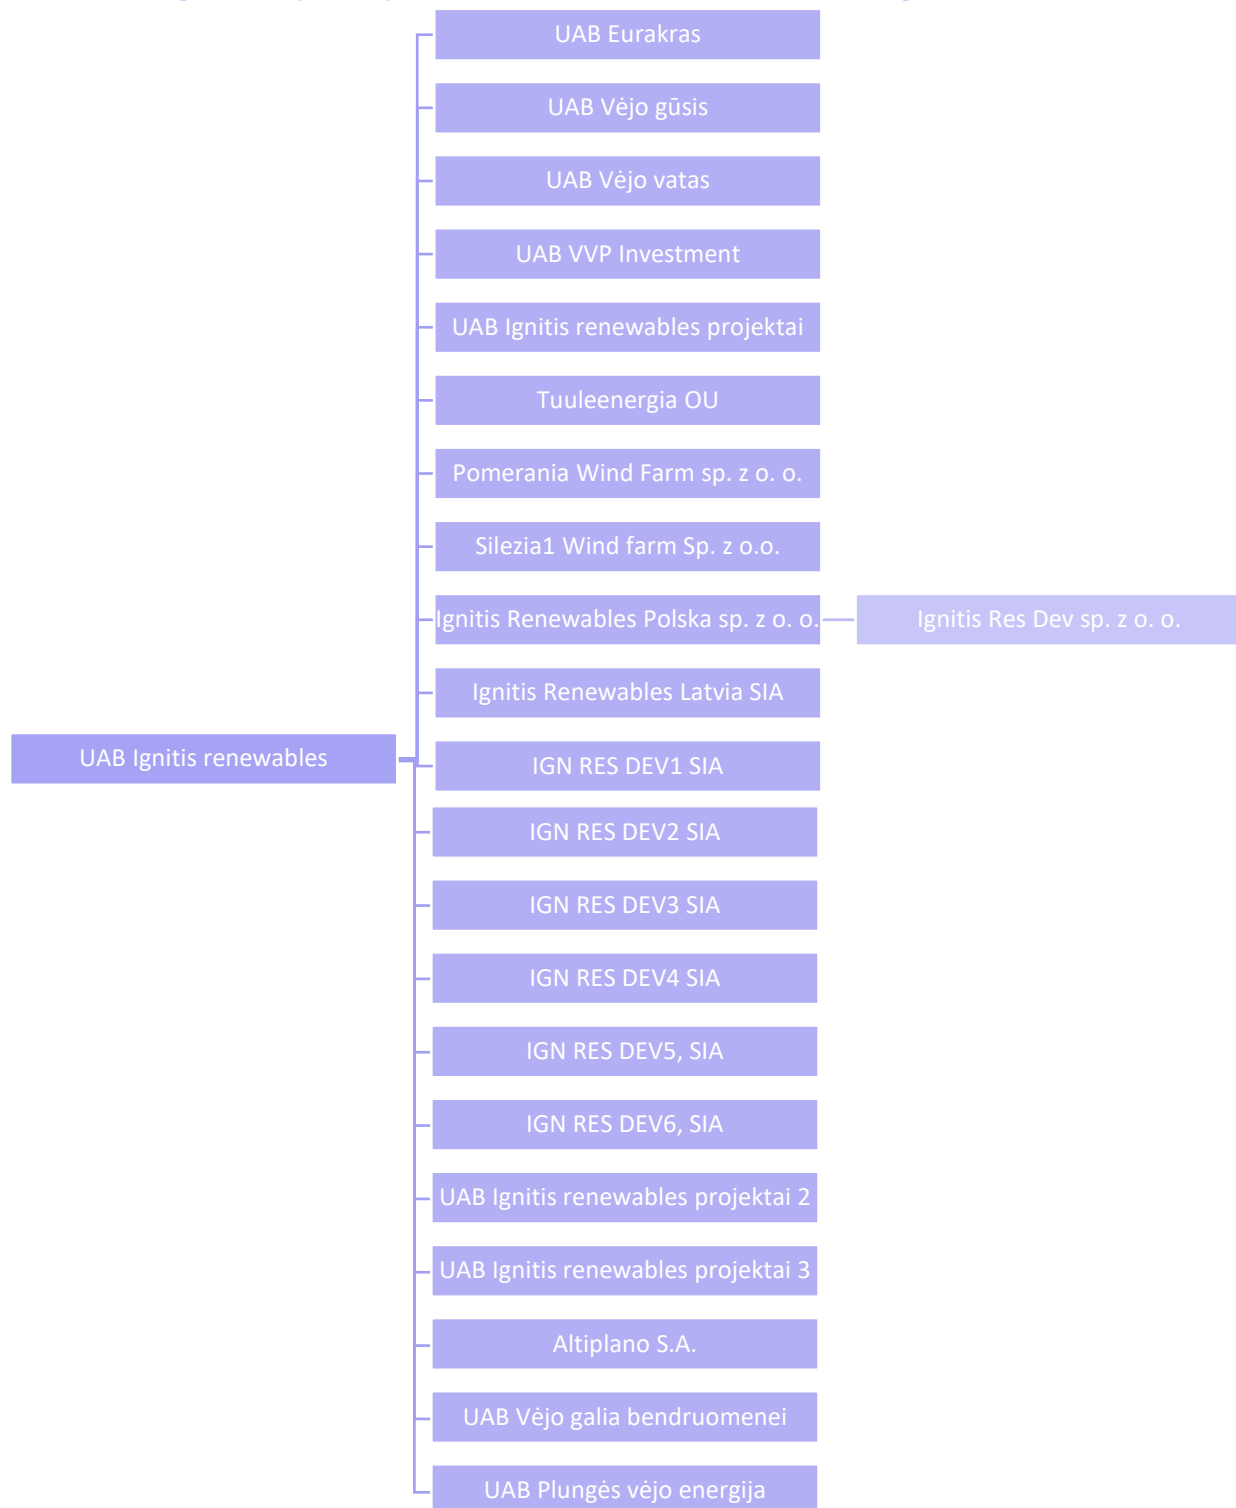 UAB Eurakras
UAB Vėjo gūsis
UAB Vėjo vatas
UAB VVP Investment
UAB Ignitis renewables projektai
Tuuleenergia OU
Pomerania Wind Farm sp. z o. o.
Silezia1 Wind farm Sp. z o.o.
Ignitis Renewables Polska sp. z o. o.
Ignitis Res Dev sp. z o. o.
Ignitis Renewables Latvia SIA
UAB Ignitis renewables
IGN RES DEV1 SIA
IGN RES DEV2 SIA
IGN RES DEV3 SIA
IGN RES DEV4 SIA
IGN RES DEV5, SIA
IGN RES DEV6, SIA
UAB Ignitis renewables projektai 2
UAB Ignitis renewables projektai 3
Altiplano S.A.
UAB Vėjo galia bendruomenei
UAB Plungės vėjo energija